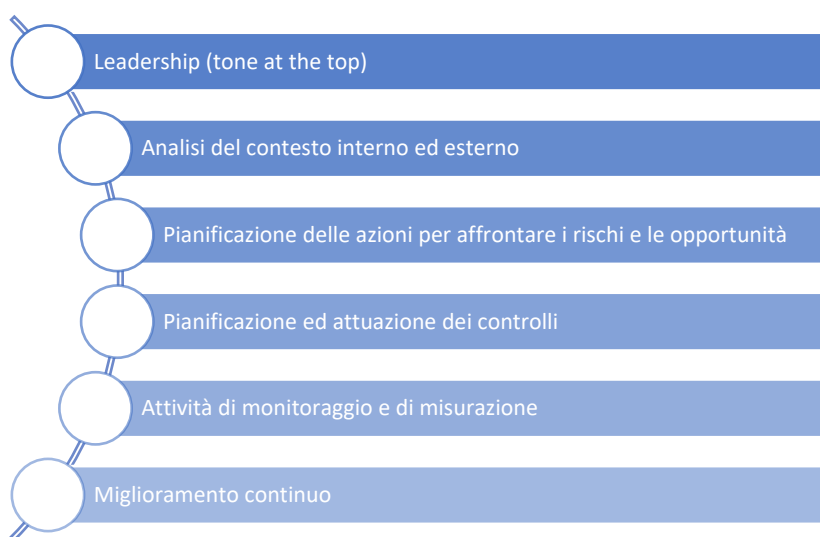 Leadership (tone at the top)
Analisi del contesto interno ed esterno
Pianificazione delle azioni per affrontare i rischi e le opportunità
Pianificazione ed attuazione dei controlli
Attività di monitoraggio e di misurazione
Miglioramento continuo